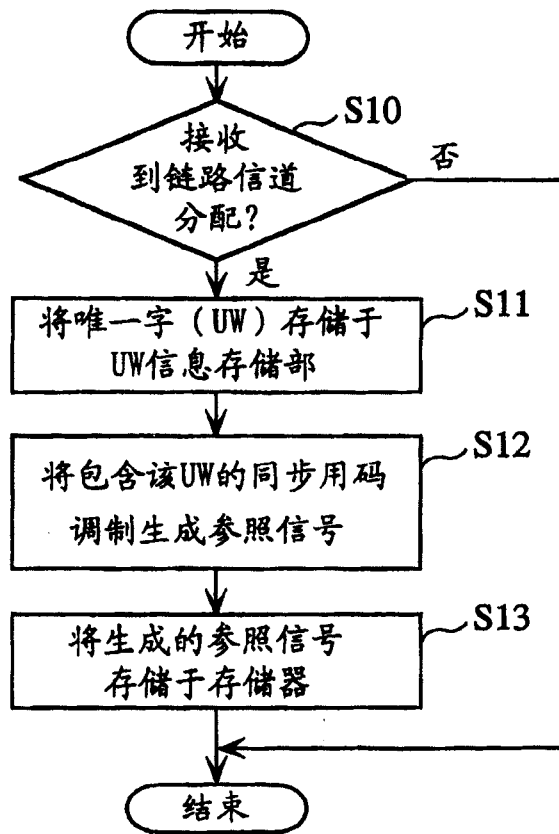 开始
S10
接收
到链路信道
分配?
否
是
S11
将唯一字（UW）存储于
UW信息存储部
S12
将包含该UW的同步用码
调制生成参照信号
S13
将生成的参照信号
存储于存储器
结束